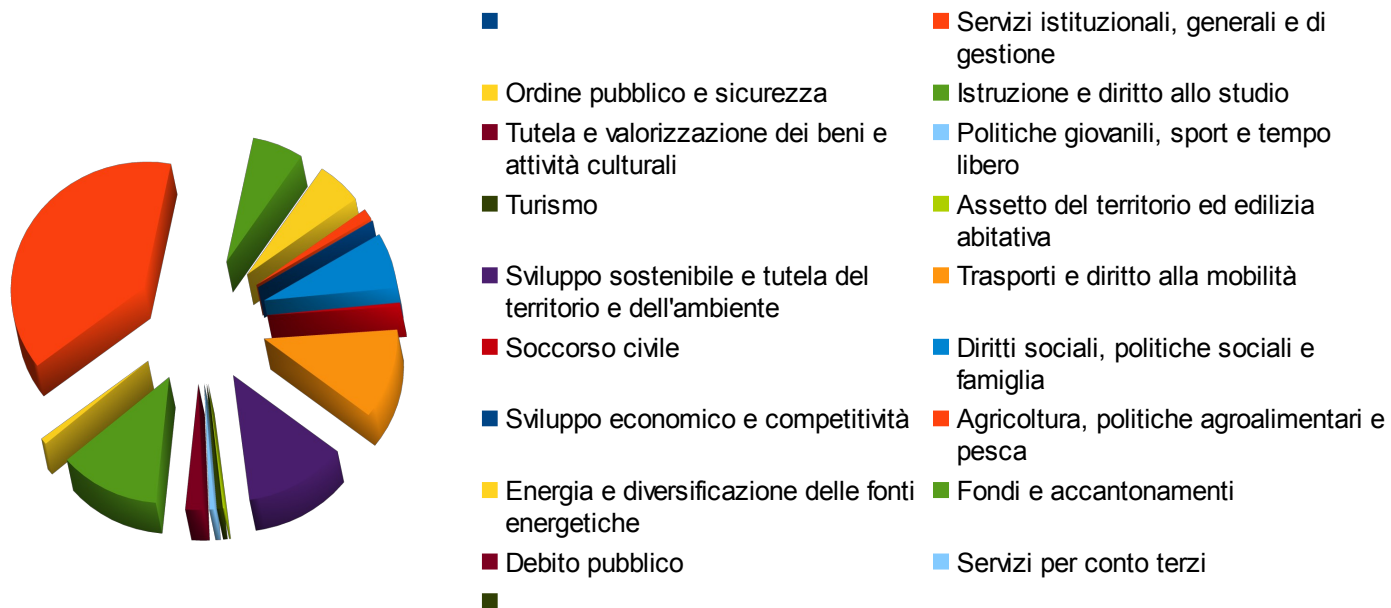 Servizi istituzionali, generali e di
gestione
Ordine pubblico e sicurezza
Istruzione e diritto allo studio
Tutela e valorizzazione dei beni e
attività culturali
Politiche giovanili, sport e tempo
libero
Turismo
Assetto del territorio ed edilizia
abitativa
Sviluppo sostenibile e tutela del
territorio e dell'ambiente
Trasporti e diritto alla mobilità
Soccorso civile
Diritti sociali, politiche sociali e
famiglia
Sviluppo economico e competitività
Agricoltura, politiche agroalimentari e
pesca
Energia e diversificazione delle fonti
energetiche
Fondi e accantonamenti
Debito pubblico
Servizi per conto terzi